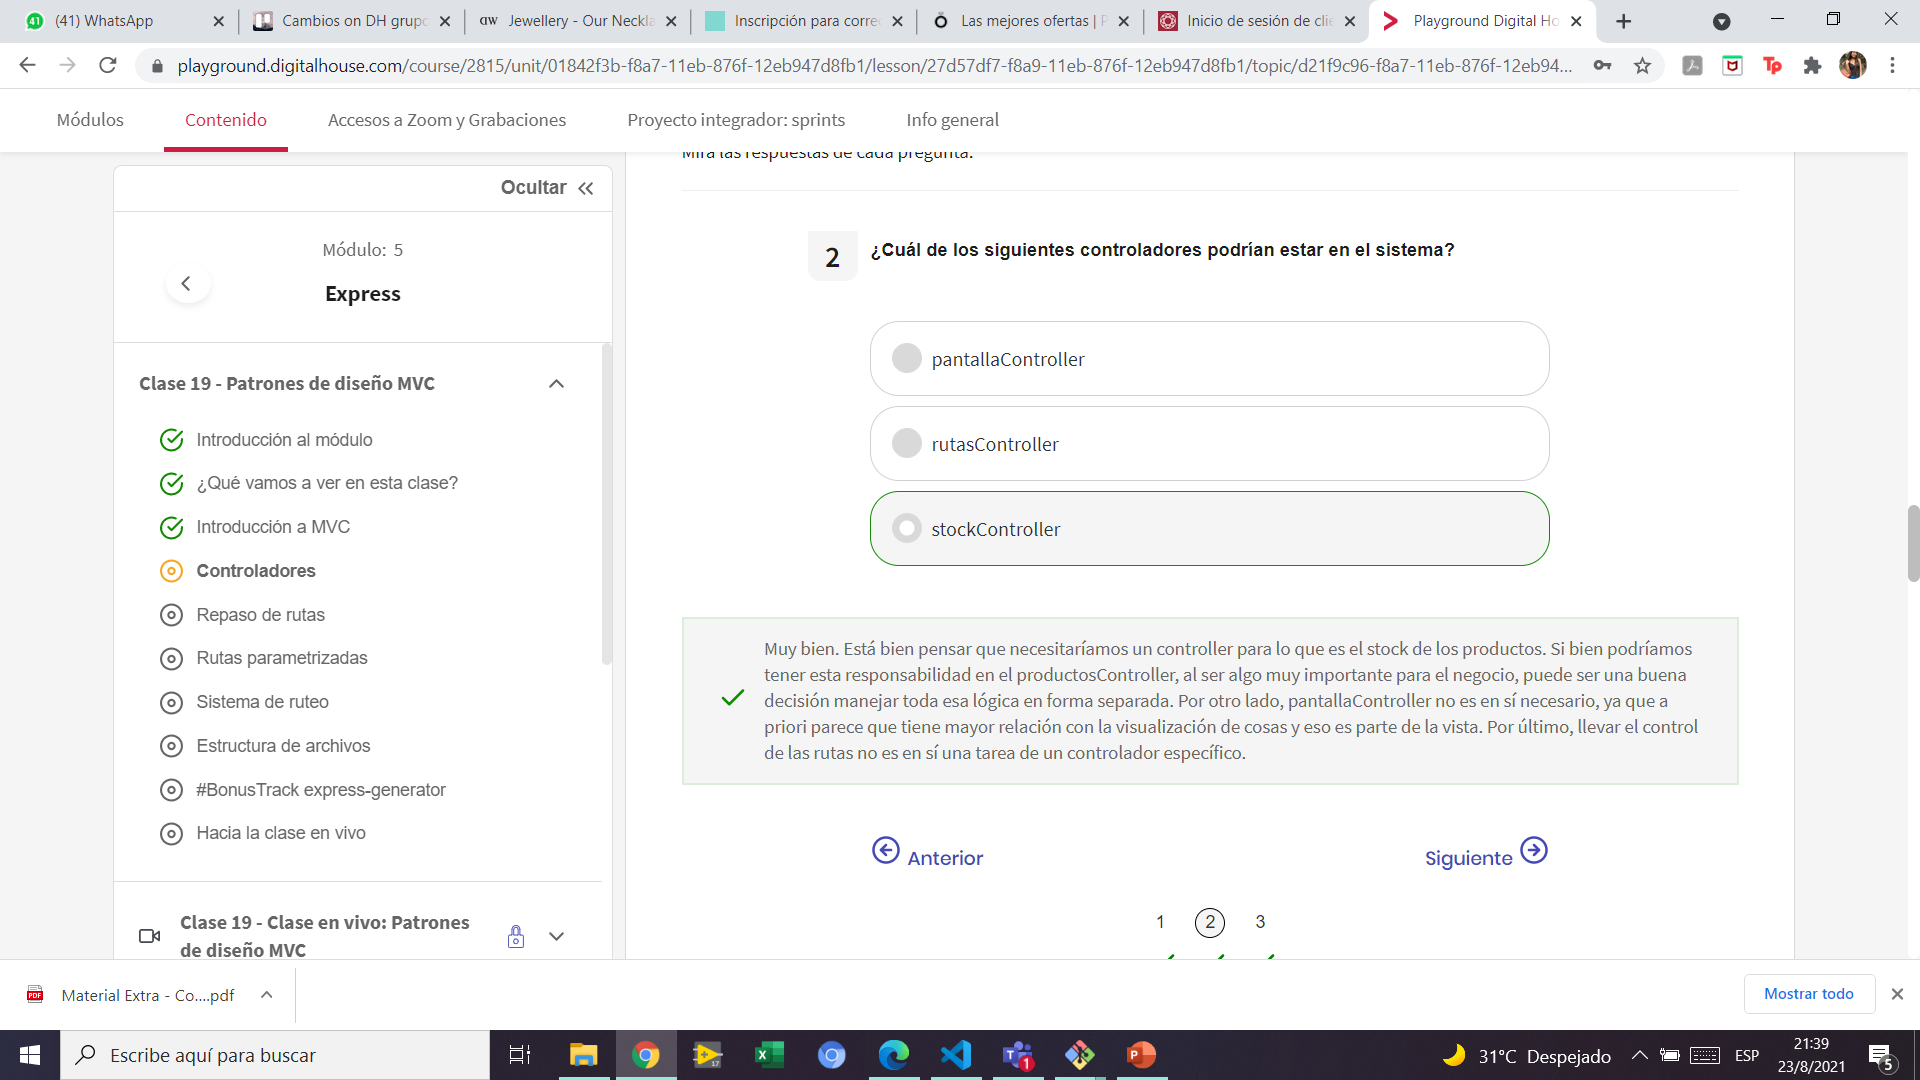 (41) WhatsApp
Cambios on DH grupo
DW Jewellery - Our Neckla
Inscripción para corre
Las mejores ofertas | P
Inicio de sesión de clie
Playground Digital Ho
playground.digitalhouse.com/course/2815/unit/01842f3b-f8a7-11eb-876f-12eb947d8fb1/lesson/27d57df7-f8a9-11eb-876f-12eb947d8fb1/topic/d21f9c96-f8a7-11eb-876f-12eb94...
Módulos Contenido Accesos a Zoom y Grabaciones Proyecto integrador: sprints Info general
Mirá las respuestas de cada pregunta.
Ocultar
Módulo: 5
Express
Clase 19 - Patrones de diseño MVC
Introducción al módulo
¿Qué vamos a ver en esta clase?
Introducción a MVC
Controladores
Repaso de rutas
Rutas parametrizadas
Sistema de ruteo
Estructura de archivos
#BonusTrack express-generator
Hacia la clase en vivo
Clase 19 - Clase en vivo: Patrones
de diseño MVC
2 ¿Cuál de los siguientes controladores podrían estar en el sistema?
pantallaController
rutasController
stockController
Muy bien. Está bien pensar que necesitaríamos un controller para lo que es el stock de los productos. Si bien podríamos
tener esta responsabilidad en el productosController, al ser algo muy importante para el negocio, puede ser una buena
decisión manejar toda esa lógica en forma separada. Por otro lado, pantallaController no es en sí necesario, ya que a
priori parece que tiene mayor relación con la visualización de cosas y eso es parte de la vista. Por último, llevar el control
de las rutas no es en sí una tarea de un controlador específico.
Anterior Siguiente
1 2 3
Material Extra - Co....pdf
Mostrar todo
Escribe aquí para buscar
31°C Despejado
ESP
21:39
23/8/2021
5